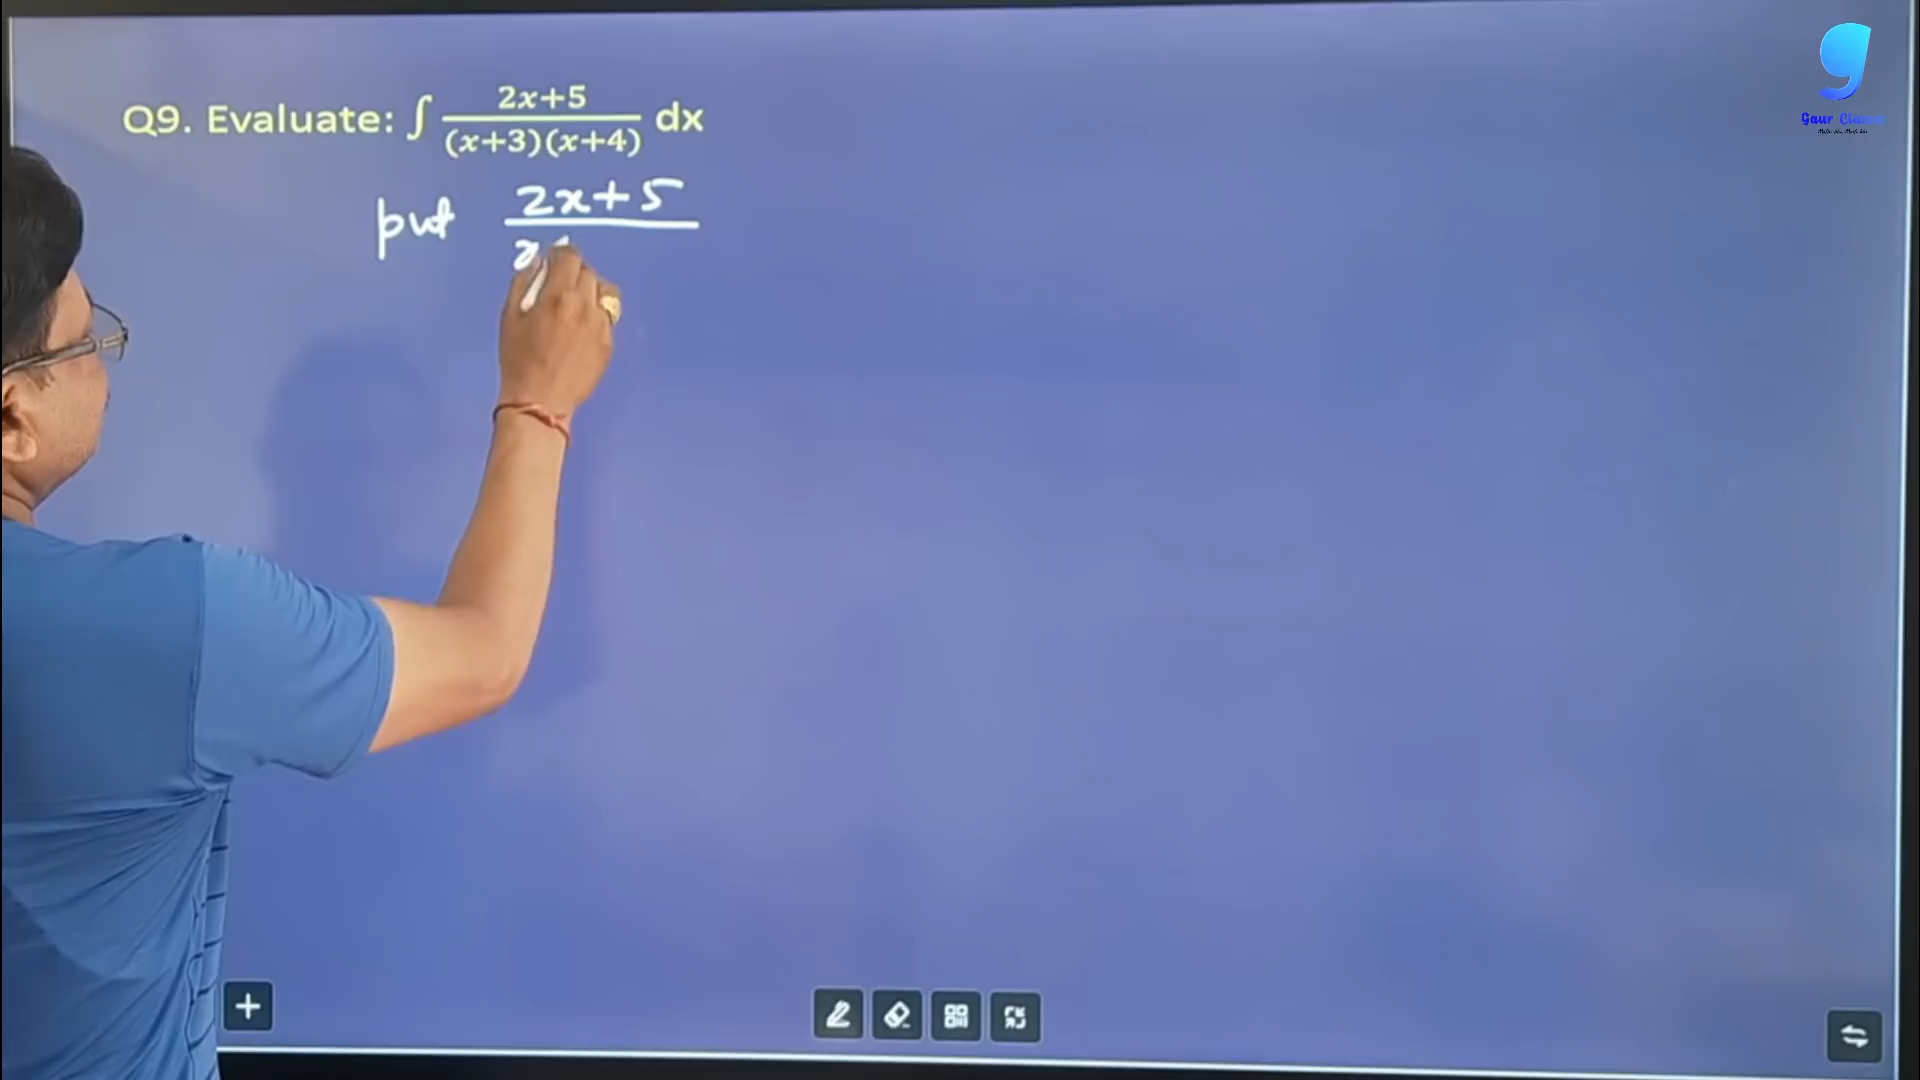 Q9. Evaluate: ∫ 2x+5 / (x+3)(x+4) dx
put 2x+5
x
g
Gaur Classes